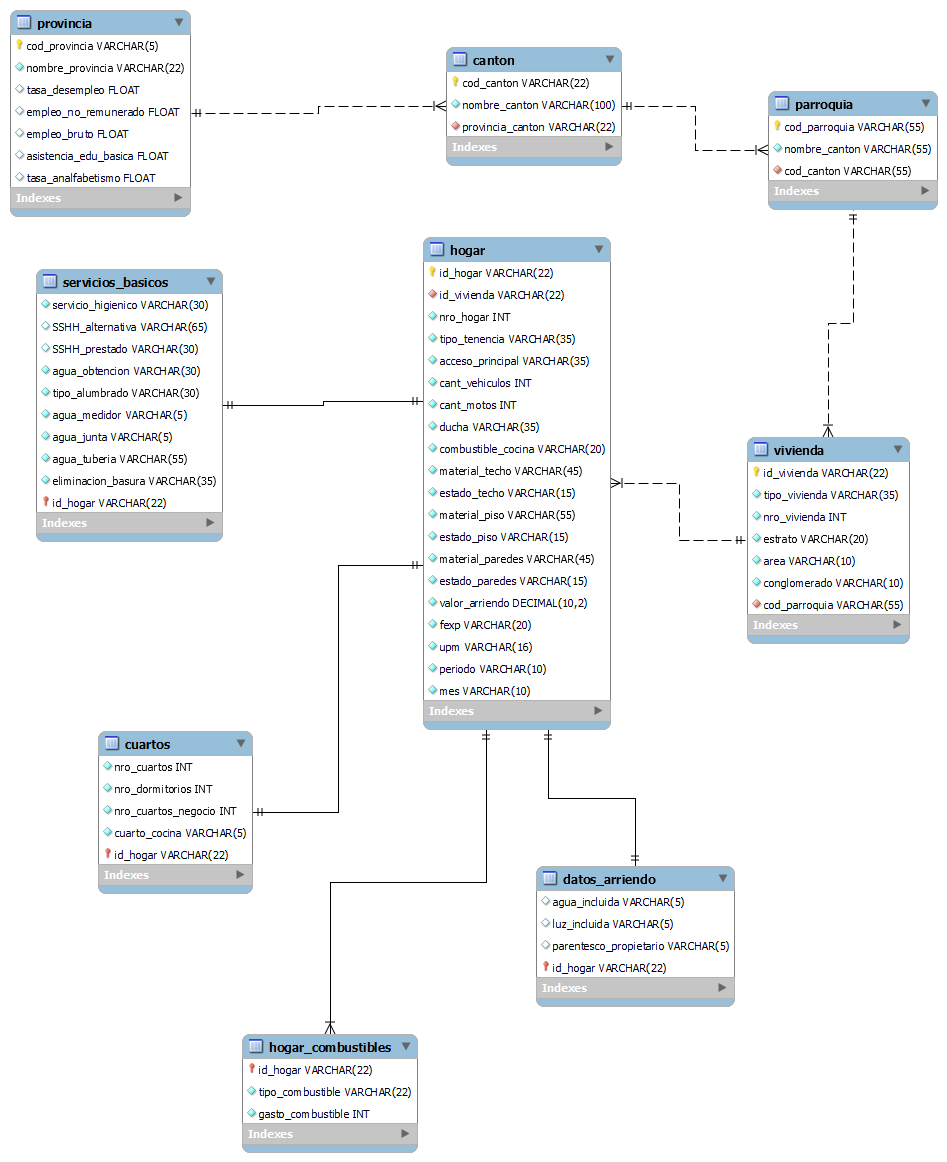 provincia
cod_provincia VARCHAR(5)
nombre_provincia VARCHAR(22)
tasa_desempleo FLOAT
empleo_no_remunerado FLOAT
empleo_bruto FLOAT
asistencia_edu_basica FLOAT
tasa_analfabetismo FLOAT
Indexes
canton
cod_canton VARCHAR(22)
nombre_canton VARCHAR(100)
provincia_canton VARCHAR(22)
Indexes
parroquia
cod_parroquia VARCHAR(55)
nombre_canton VARCHAR(55)
cod_canton VARCHAR(55)
Indexes
servicios_basicos
servicio_higienico VARCHAR(30)
SSHH_alternativa VARCHAR(65)
SSHH_prestado VARCHAR(30)
agua_obtencion VARCHAR(30)
tipo_alumbrado VARCHAR(30)
agua_medidor VARCHAR(5)
agua_junta VARCHAR(5)
agua_tuberia VARCHAR(55)
eliminacion_basura VARCHAR(35)
id_hogar VARCHAR(22)
Indexes
hogar
id_hogar VARCHAR(22)
id_vivienda VARCHAR(22)
nro_hogar INT
tipo_tenencia VARCHAR(35)
acceso_principal VARCHAR(35)
cant_vehiculos INT
cant_motos INT
ducha VARCHAR(35)
combustible_cocina VARCHAR(20)
material_techo VARCHAR(45)
estado_techo VARCHAR(15)
material_piso VARCHAR(55)
estado_piso VARCHAR(15)
material_paredes VARCHAR(45)
estado_paredes VARCHAR(15)
valor_arriendo DECIMAL(10,2)
fexp VARCHAR(20)
upm VARCHAR(16)
periodo VARCHAR(10)
mes VARCHAR(10)
Indexes
vivienda
id_vivienda VARCHAR(22)
tipo_vivienda VARCHAR(35)
nro_vivienda INT
estrato VARCHAR(20)
area VARCHAR(10)
conglomerado VARCHAR(10)
cod_parroquia VARCHAR(55)
Indexes
cuartos
nro_cuartos INT
nro_dormitorios INT
nro_cuartos_negocio INT
cuarto_cocina VARCHAR(5)
id_hogar VARCHAR(22)
Indexes
datos_arriendo
agua_incluida VARCHAR(5)
luz_incluida VARCHAR(5)
parentesco_propietario VARCHAR(5)
id_hogar VARCHAR(22)
Indexes
hogar_combustibles
id_hogar VARCHAR(22)
tipo_combustible VARCHAR(22)
gasto_combustible INT
Indexes